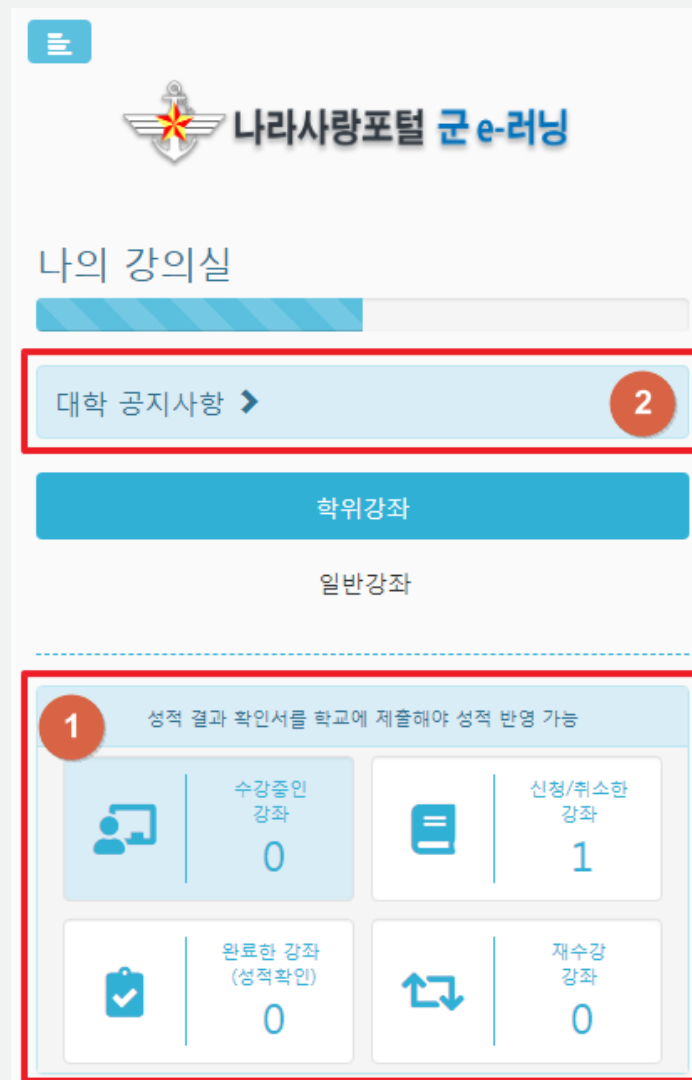 나라사랑포털 군 e-러닝
나의 강의실
대학 공지사항
2
학위강좌
일반강좌
1
성적 결과 확인서를 학교에 제출해야 성적 반영 가능
수강중인
강좌
0
신청/취소한
강좌
1
완료한 강좌
(성적확인)
0
재수강
강좌
0